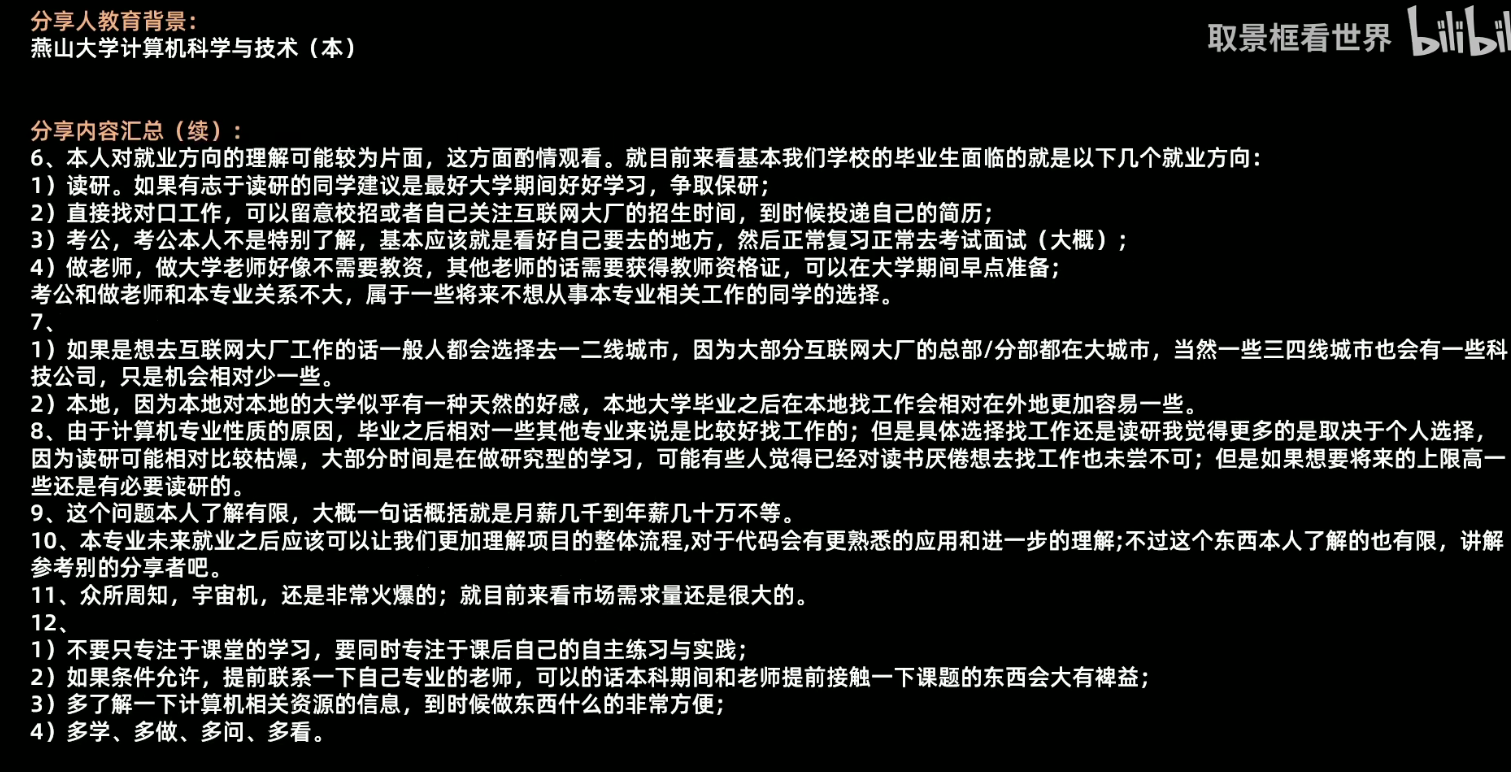 分享人教育背景：
燕山大学计算机科学与技术（本）
取景框看世界
分享内容汇总（续）：
6、本人对就业方向的理解可能较为片面，这方面酌情观看。就目前来看基本我们学校的毕业生面临的就是以下几个就业方向：
1）读研。如果有志于读研的同学建议是最好大学期间好好学习，争取保研；
2）直接找对口工作，可以留意校招或者自己关注互联网大厂的招生时间，到时候投递自己的简历；
3）考公，考公本人不是特别了解，基本应该就是看好自己要去的地方，然后正常复习正常去考试面试（大概）；
4）做老师，做大学老师好像不需要教资，其他老师的话需要获得教师资格证，可以在大学期间早点准备；
考公和做老师和本专业关系不大，属于一些将来不想从事本专业相关工作的同学的选择。
7、
1）如果是想去互联网大厂工作的话一般人都会选择去一二线城市，因为大部分互联网大厂的总部/分部都在大城市，当然一些三四线城市也会有一些科
技公司，只是机会相对少一些。
2）本地，因为本地对本地的大学似乎有一种天然的好感，本地大学毕业之后在本地找工作会相对在外地更加容易一些。
8、由于计算机专业性质的原因，毕业之后相对一些其他专业来说是比较好找工作的；但是具体选择找工作还是读研我觉得更多的是取决于个人选择，
因为读研可能相对比较枯燥，大部分时间是在做研究型的学习，可能有些人觉得已经对读书厌倦想去找工作也未尝不可；但是如果想要将来的上限高一
些还是有必要读研的。
9、这个问题本人了解有限，大概一句话概括就是月薪几千到年薪几十万不等。
10、本专业未来就业之后应该可以让我们更加理解项目的整体流程,对于代码会有更熟悉的应用和进一步的理解;不过这个东西本人了解的也有限，讲解
参考别的分享者吧。
11、众所周知，宇宙机，还是非常火爆的；就目前来看市场需求量还是很大的。
12、
1）不要只专注于课堂的学习，要同时专注于课后自己的自主练习与实践；
2）如果条件允许，提前联系一下自己专业的老师，可以的话本科期间和老师提前接触一下课题的东西会大有裨益；
3）多了解一下计算机相关资源的信息，到时候做东西什么的非常方便；
4）多学、多做、多问、多看。